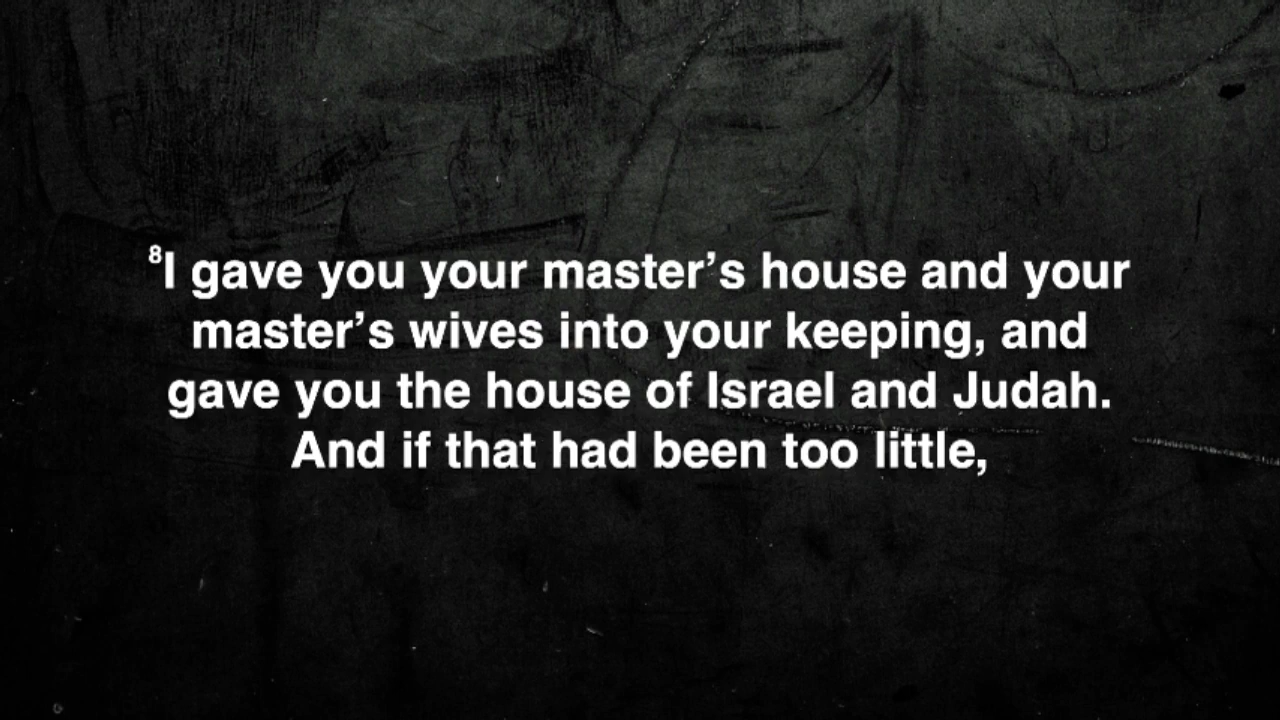 ⁸I gave you your master’s house and your
master’s wives into your keeping, and
gave you the house of Israel and Judah.
And if that had been too little,